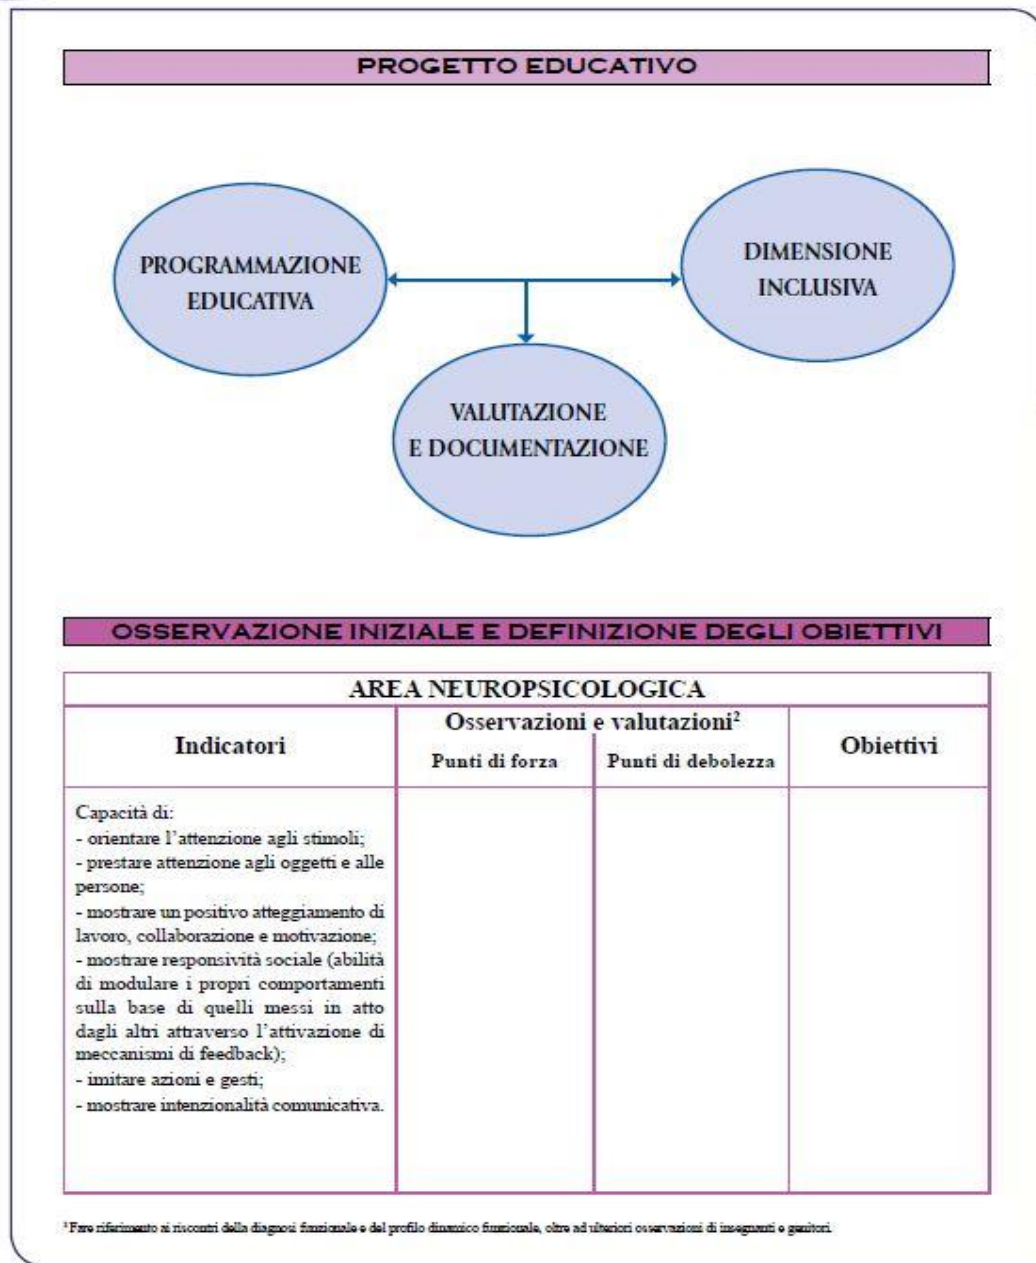 PROGETTO EDUCATIVO
PROGRAMMAZIONE
EDUCATIVA
DIMENSIONE
INCLUSIVA
VALUTAZIONE
E DOCUMENTAZIONE
OSSERVAZIONE INIZIALE E DEFINIZIONE DEGLI OBIETTIVI
AREA NEUROPSICOLOGICA
Indicatori
Osservazioni e valutazioni²
Punti di forza
Punti di debolezza
Obiettivi
Capacità di:
- orientare l’attenzione agli stimoli;
- prestare attenzione agli oggetti e alle
persone;
- mostrare un positivo atteggiamento di
lavoro, collaborazione e motivazione;
- mostrare responsività sociale (abilità
di modulare i propri comportamenti
sulla base di quelli messi in atto
dagli altri attraverso l’attivazione di
meccanismi di feedback);
- imitare azioni e gesti;
- mostrare intenzionalità comunicativa.
² Fare riferimento ai riscontri della diagnosi funzionale e del profilo dinamico funzionale, oltre ad ulteriori osservazioni di insegnanti e genitori.